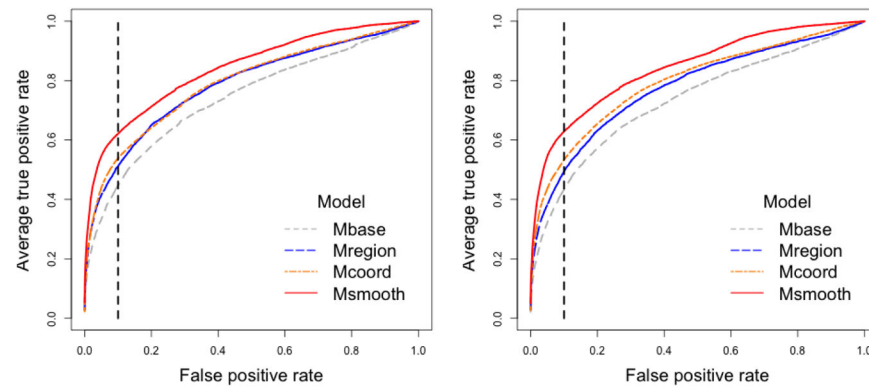 Average true positive rate
1.0
0.8
0.6
0.4
0.2
0.0
Model
Mbase
Mregion
Mcoord
Msmooth
0.0 0.2 0.4 0.6 0.8 1.0
False positive rate
Average true positive rate
1.0
0.8
0.6
0.4
0.2
0.0
Model
Mbase
Mregion
Mcoord
Msmooth
0.0 0.2 0.4 0.6 0.8 1.0
False positive rate